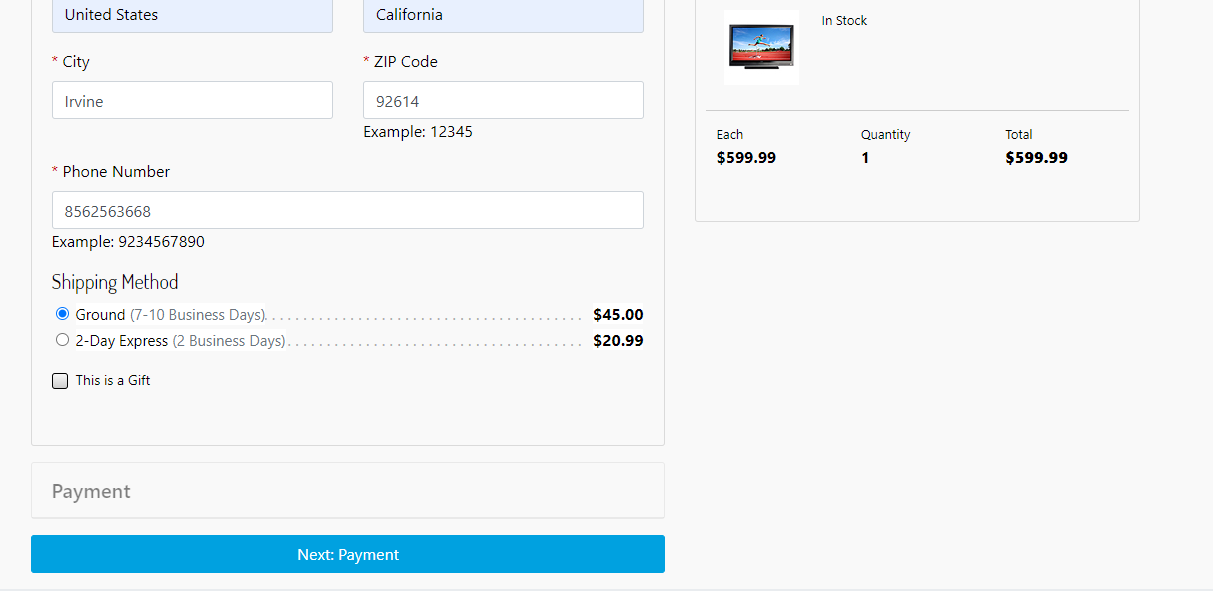 United States California
* City * ZIP Code
Irvine 92614
Example: 12345
* Phone Number
8562563668
Example: 9234567890
Shipping Method
Ground (7-10 Business Days) $45.00
2-Day Express (2 Business Days) $20.99
This is a Gift
Payment
Next: Payment
In Stock
Each Quantity Total
$599.99 1 $599.99